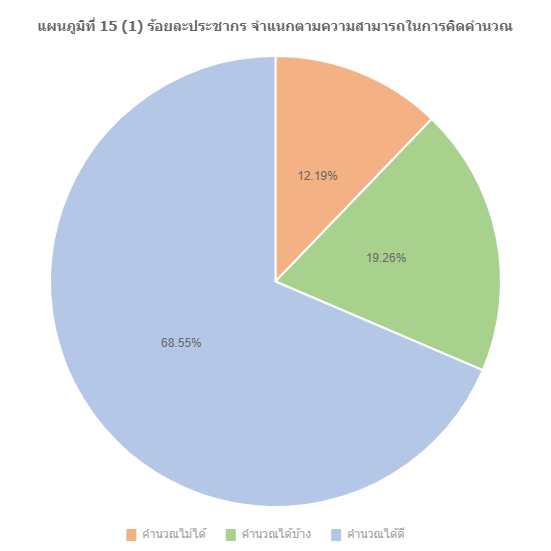 แผนภูมิที่ 15 (1) ร้อยละประชากร จำแนกตามความสามารถในการคิดคำนวณ
12.19%
19.26%
68.55%
คำนวณไม่ได้ คำนวณได้บ้าง คำนวณได้ดี